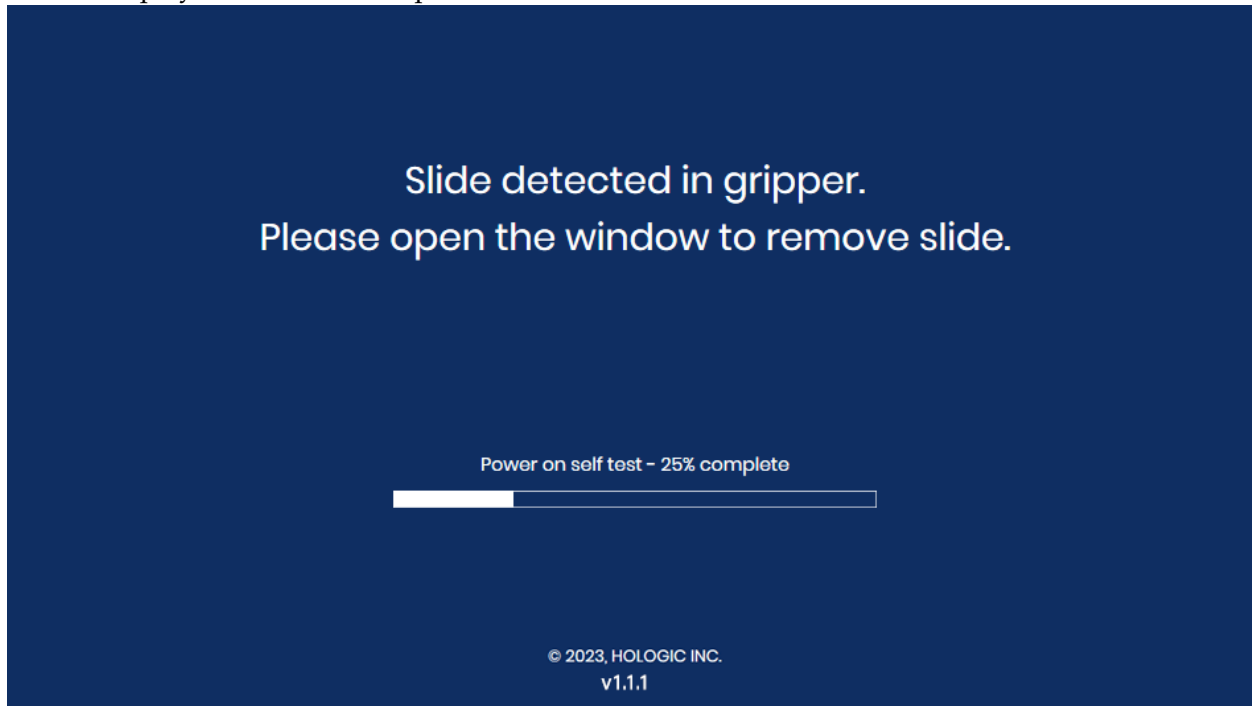 Slide detected in gripper.
Please open the window to remove slide.
Power on self test - 25% complete
© 2023, HOLOGIC INC.
v1.1.1